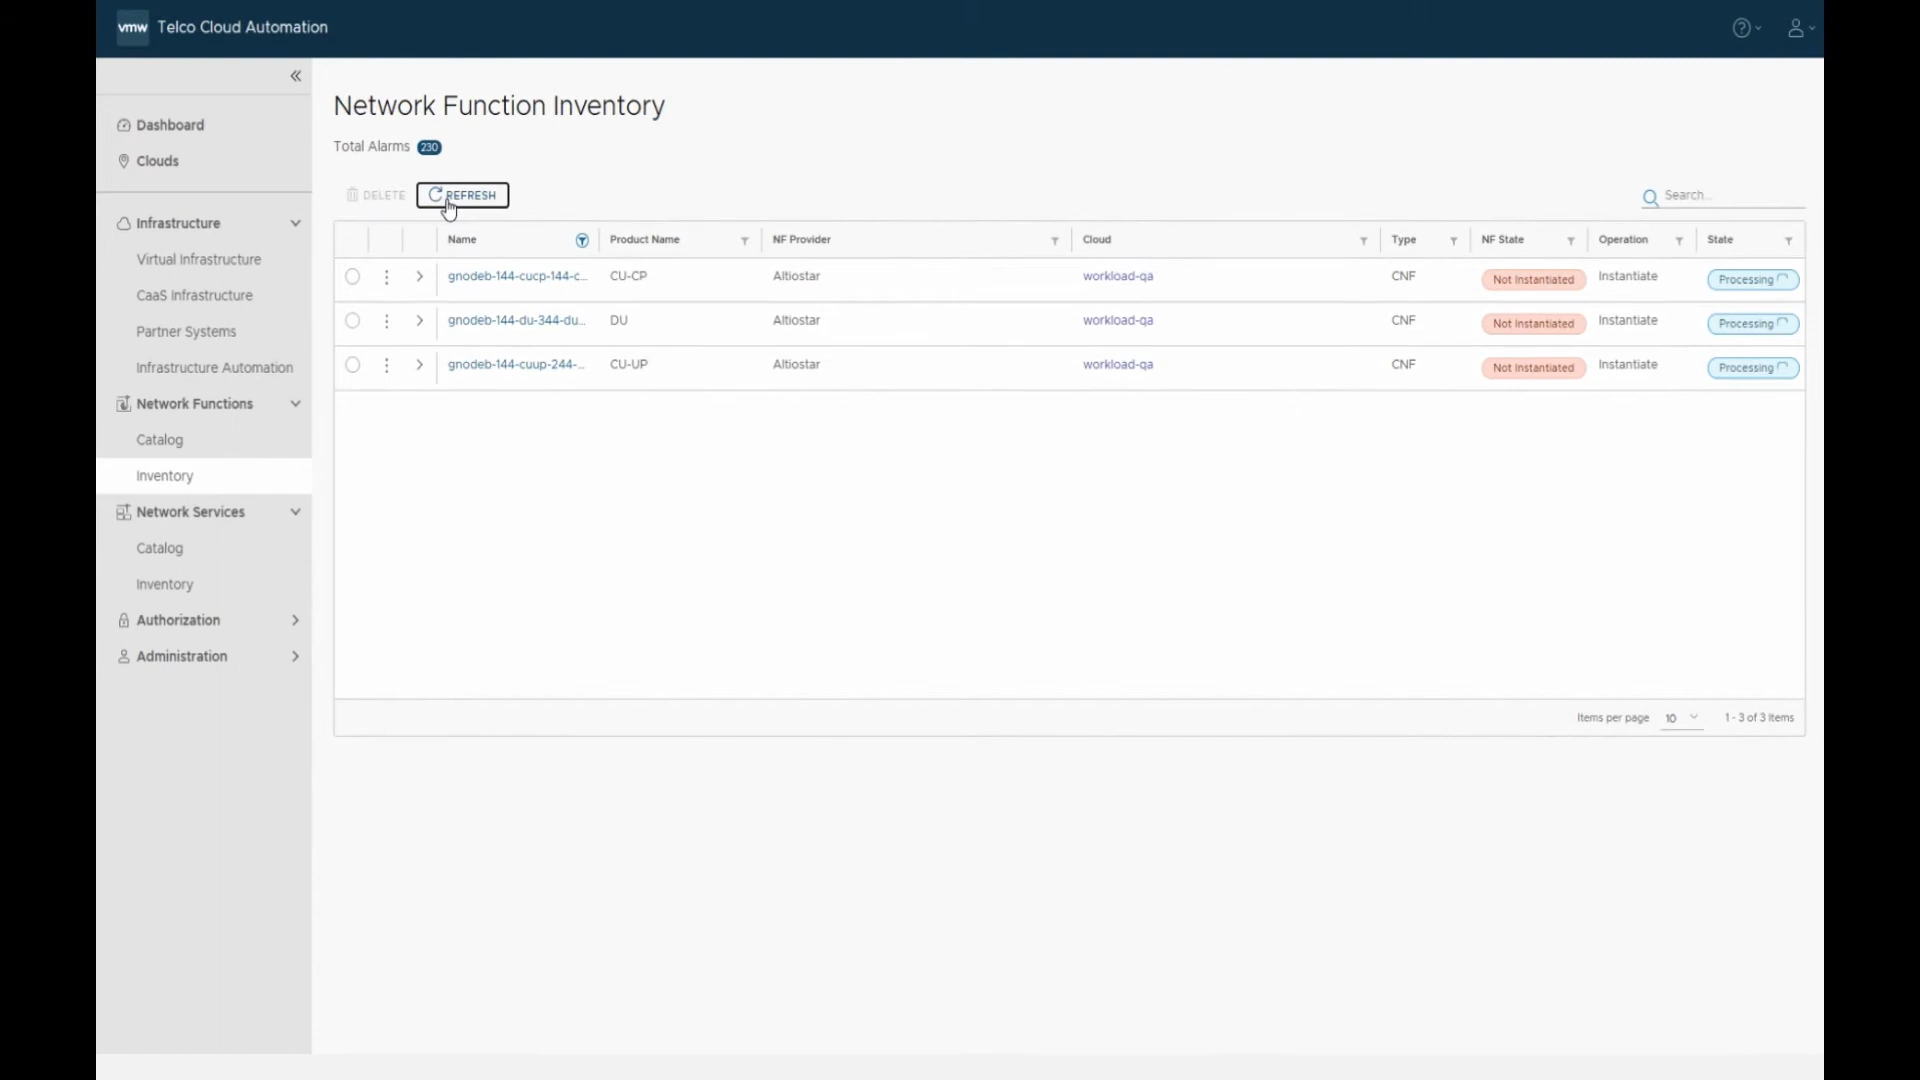 vmw Telco Cloud Automation
Dashboard
Clouds
Infrastructure
Virtual Infrastructure
CaaS Infrastructure
Partner Systems
Infrastructure Automation
Network Functions
Catalog
Inventory
Network Services
Catalog
Inventory
Authorization
Administration
Network Function Inventory
Total Alarms 230
DELETE REFRESH Search...
Name Product Name NF Provider Cloud Type NF State Operation State
gnodeb-144-cucp-144-c... CU-CP Altiostar workload-qa CNF Not Instantiated Instantiate Processing
gnodeb-144-du-344-du... DU Altiostar workload-qa CNF Not Instantiated Instantiate Processing
gnodeb-144-cuup-244-... CU-UP Altiostar workload-qa CNF Not Instantiated Instantiate Processing
Items per page 10 1 - 3 of 3 items